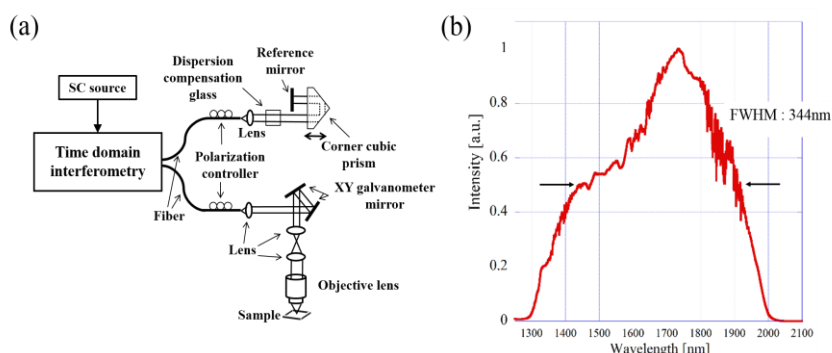 (a)
SC source
Time domain
interferometry
Dispersion
compensation
glass
Reference
mirror
Lens
Corner cubic
prism
Polarization
controller
XY galvanometer
mirror
Fiber
Lens
Objective lens
Sample
(b)
Intensity [a.u.]
1
0.8
0.6
0.4
0.2
0
FWHM : 344nm
1300 1400 1500 1600 1700 1800 1900 2000 2100
Wavelength [nm]